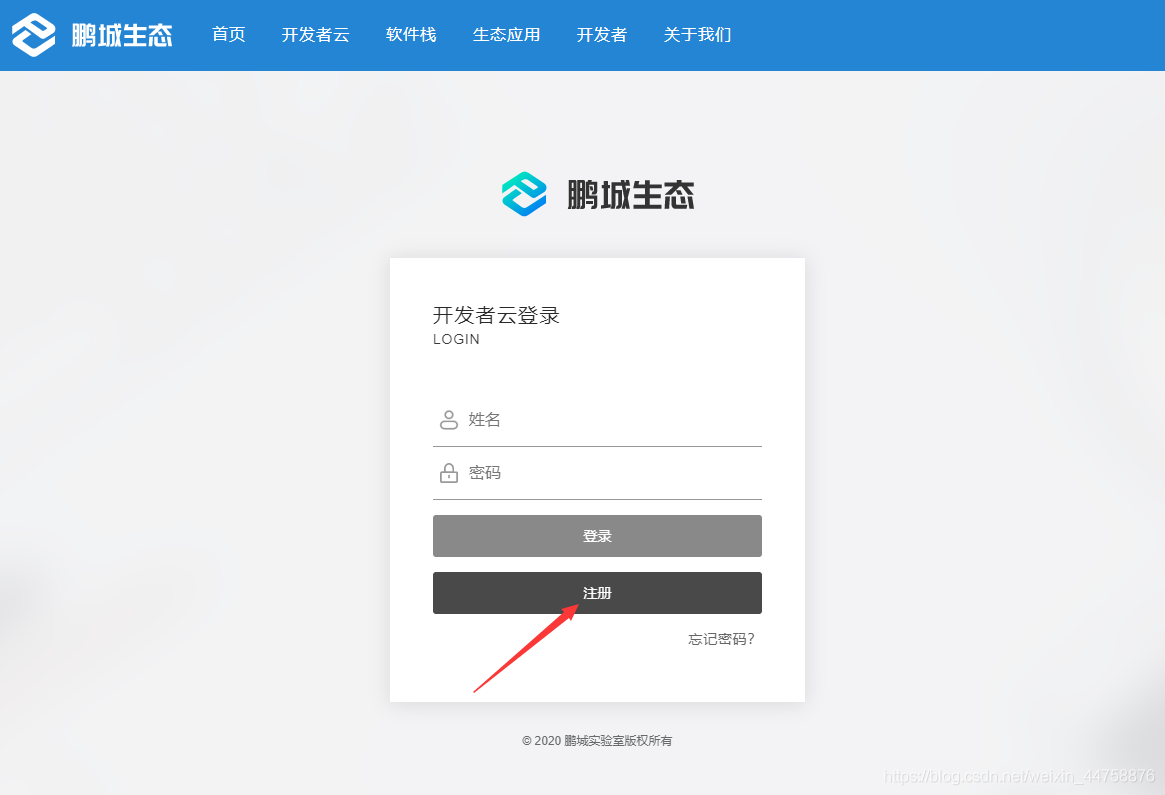 鹏城生态 首页 开发者云 软件栈 生态应用 开发者 关于我们
鹏城生态
开发者云登录
LOGIN
姓名
密码
登录
注册
忘记密码?
© 2020 鹏城实验室版权所有
https://blog.csdn.net/weixin_44758876